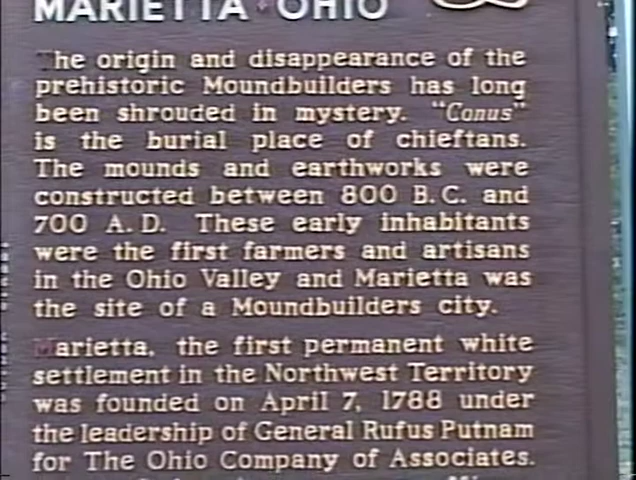 MARIETTA OHIO
The origin and disappearance of the
prehistoric Moundbuilders has long
been shrouded in mystery. "Conus"
is the burial place of chieftans.
The mounds and earthworks were
constructed between 800 B.C. and
700 A.D. These early inhabitants
were the first farmers and artisans
in the Ohio Valley and Marietta was
the site of a Moundbuilders city.
Marietta, the first permanent white
settlement in the Northwest Territory
was founded on April 7, 1788 under
the leadership of General Rufus Putnam
for The Ohio Company of Associates.